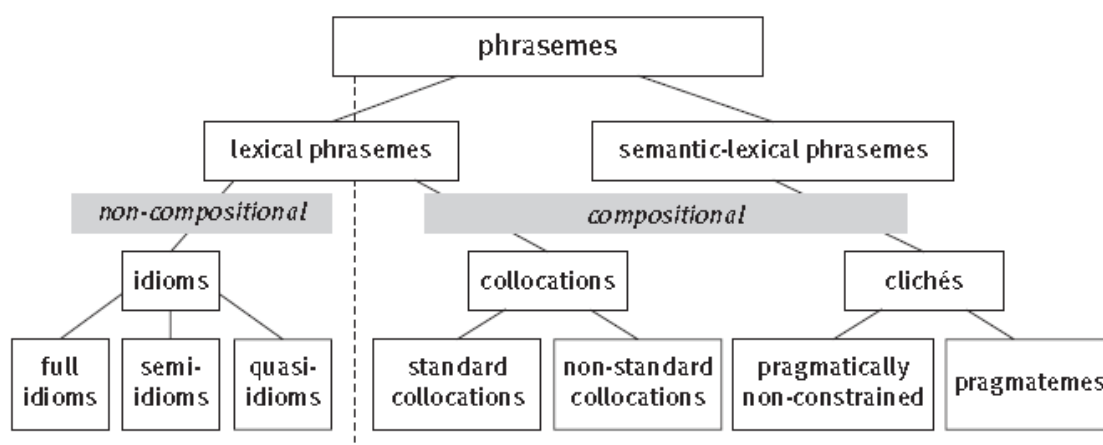 phrasemes
lexical phrasemes
semantic-lexical phrasemes
non-compositional
compositional
idioms
collocations
clichés
full
idioms
semi-
idioms
quasi-
idioms
standard
collocations
non-standard
collocations
pragmatically
non-constrained
pragmatemes